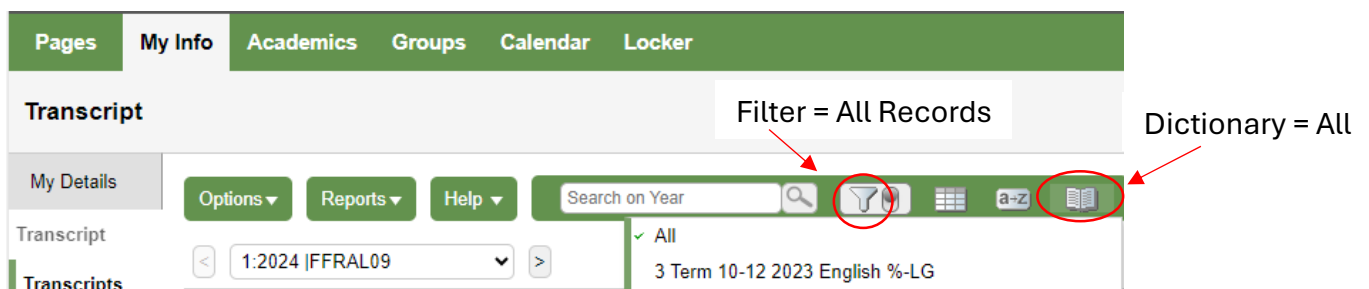 Pages My Info Academics Groups Calendar Locker
Transcript
Filter = All Records
Dictionary = All
My Details
Options▾ Reports▾ Help ▾ Search on Year a-z
Transcript
< 1:2024 |FFRAL09 >
✓ All
3 Term 10-12 2023 English %-LG
Transcripts